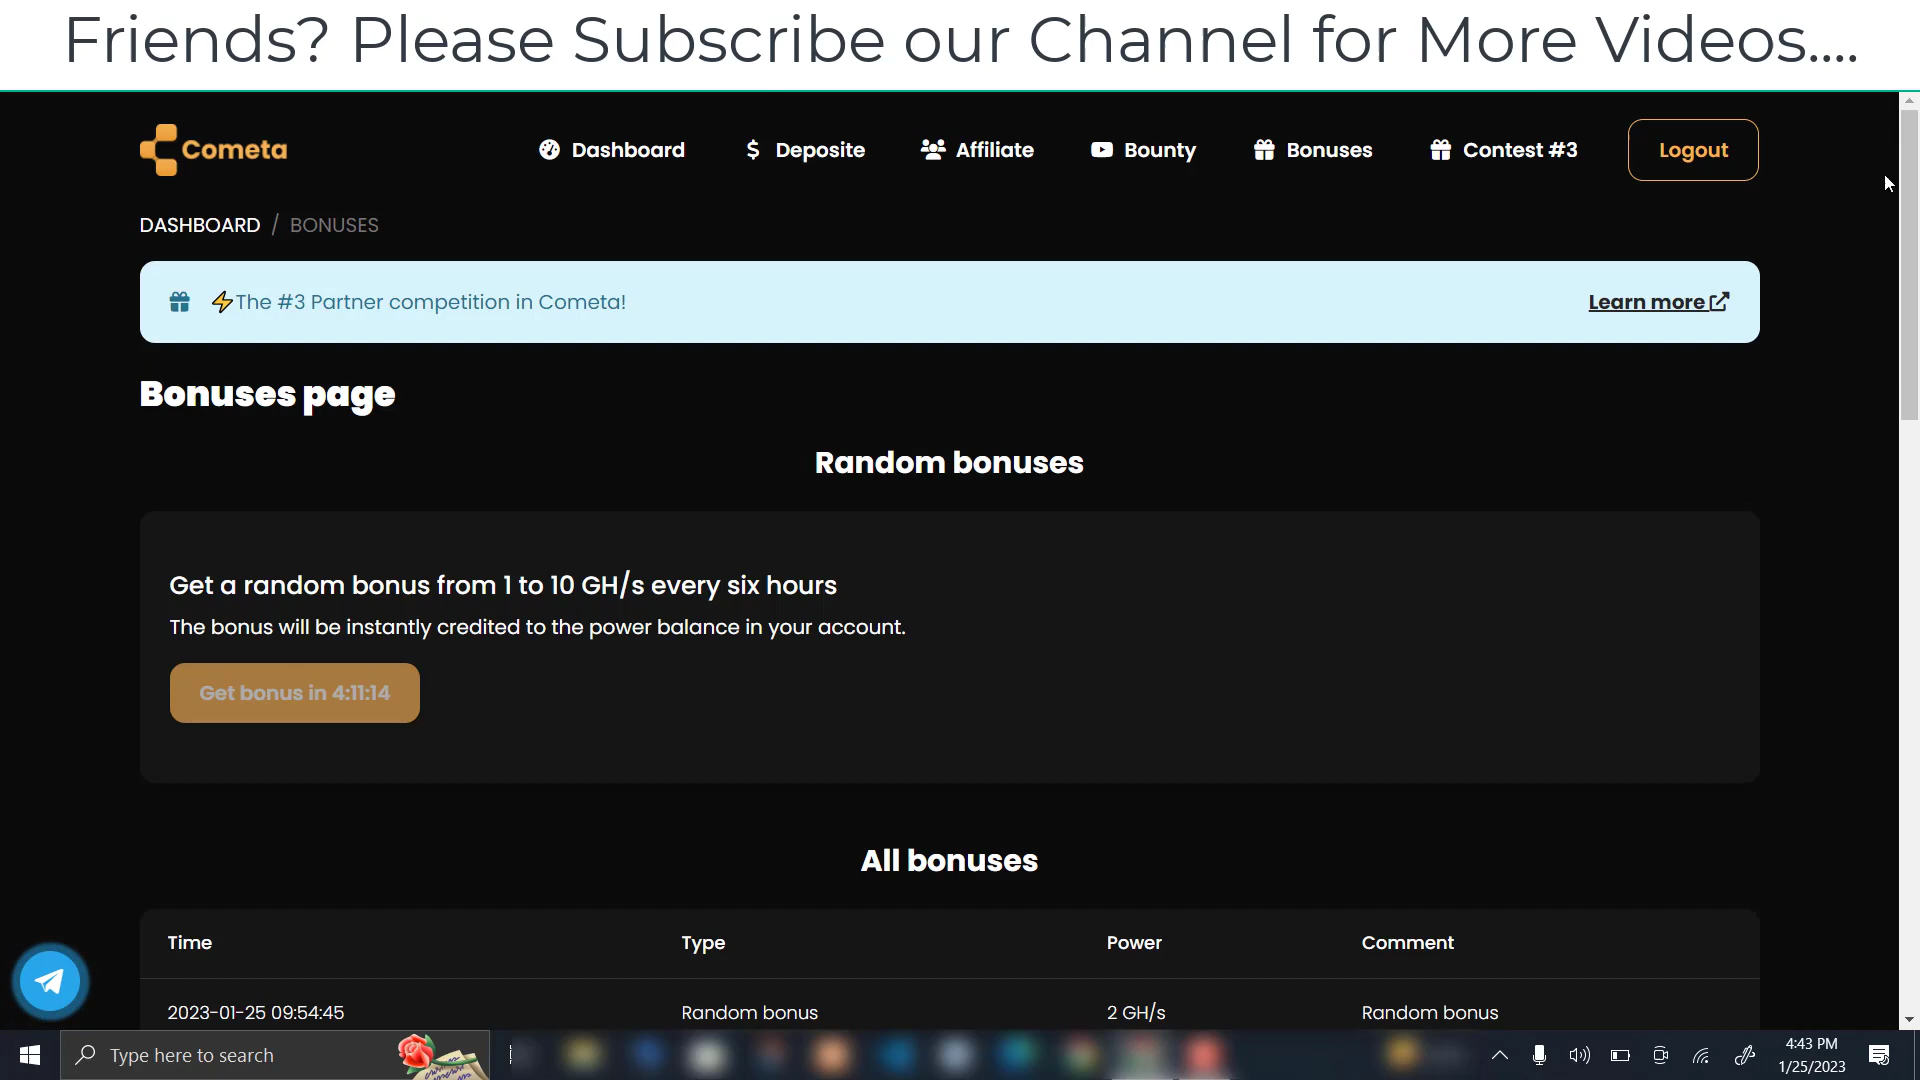 Friends? Please Subscribe our Channel for More Videos....
Cometa
Dashboard
Deposite
Affiliate
Bounty
Bonuses
Contest #3
Logout
DASHBOARD / BONUSES
The #3 Partner competition in Cometa!
Learn more
Bonuses page
Random bonuses
Get a random bonus from 1 to 10 GH/s every six hours
The bonus will be instantly credited to the power balance in your account.
Get bonus in 4:11:14
All bonuses
Time Type Power Comment
2023-01-25 09:54:45 Random bonus 2 GH/s Random bonus
Type here to search
4:43 PM
1/25/2023